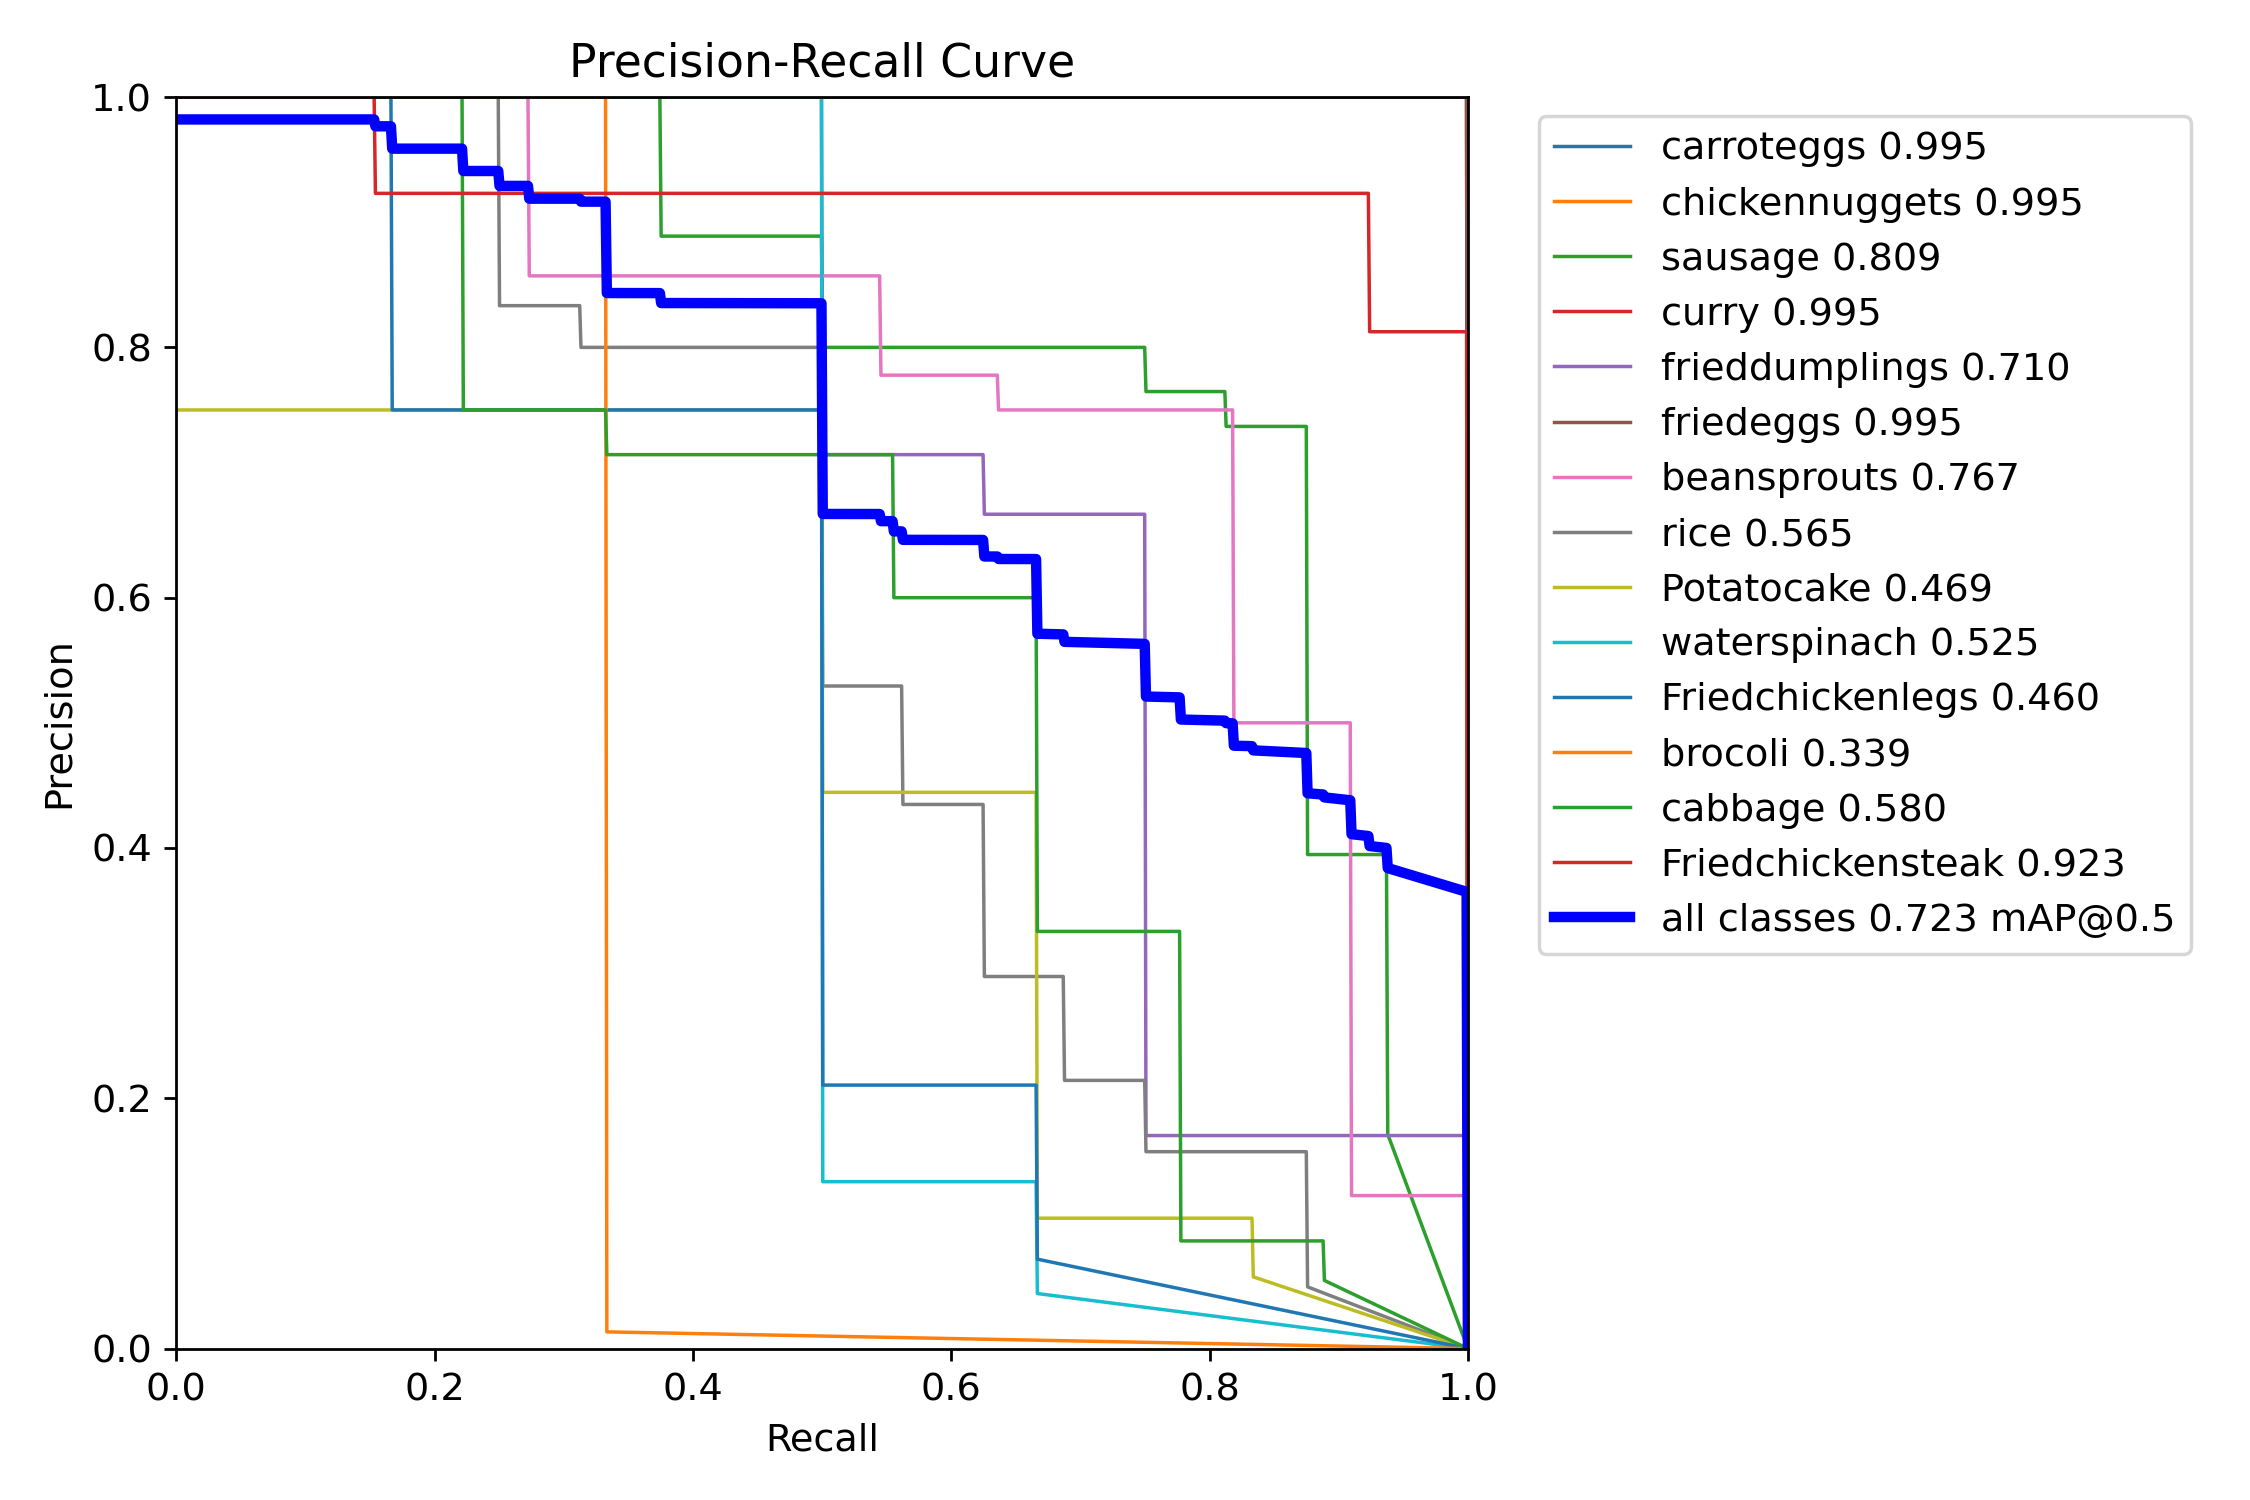 Precision-Recall Curve
1.0
0.8
0.6
0.4
0.2
0.0
Precision
0.0 0.2 0.4 0.6 0.8 1.0
Recall
carroteggs 0.995
chickennuggets 0.995
sausage 0.809
curry 0.995
frieddumplings 0.710
friedeggs 0.995
beansprouts 0.767
rice 0.565
Potatocake 0.469
waterspinach 0.525
Friedchickenlegs 0.460
brocoli 0.339
cabbage 0.580
Friedchickensteak 0.923
all classes 0.723 mAP@0.5